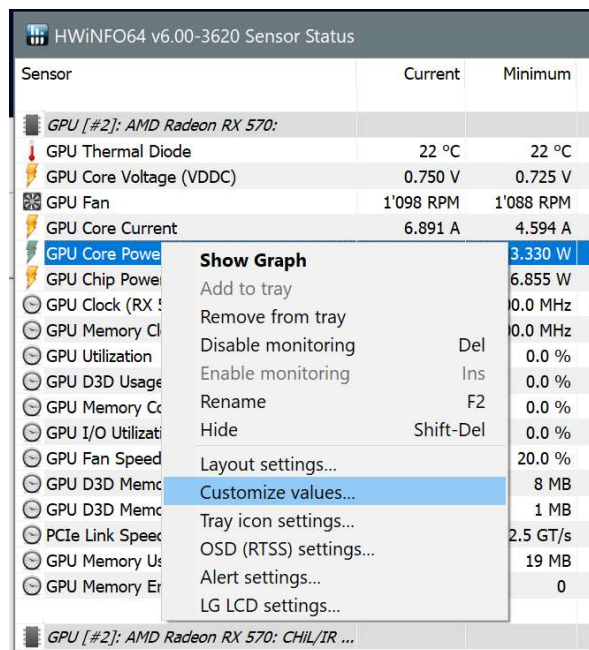 HWiNFO64 v6.00-3620 Sensor Status
Sensor Current Minimum
GPU [#2]: AMD Radeon RX 570:
GPU Thermal Diode 22 °C 22 °C
GPU Core Voltage (VDDC) 0.750 V 0.725 V
GPU Fan 1'098 RPM 1'088 RPM
GPU Core Current 6.891 A 4.594 A
GPU Core Powe 3.330 W
GPU Chip Powe 6.855 W
GPU Clock (RX 0.0 MHz
GPU Memory Cl 0.0 MHz
GPU Utilization 0.0 %
GPU D3D Usage 0.0 %
GPU Memory Co 0.0 %
GPU I/O Utilizati 0.0 %
GPU Fan Speed 20.0 %
GPU D3D Memo 8 MB
GPU D3D Memo 1 MB
PCIe Link Speed 2.5 GT/s
GPU Memory Us 19 MB
GPU Memory Er 0
GPU [#2]: AMD Radeon RX 570: CHiL/IR ...
Show Graph
Add to tray
Remove from tray
Disable monitoring Del
Enable monitoring Ins
Rename F2
Hide Shift-Del
Layout settings...
Customize values...
Tray icon settings...
OSD (RTSS) settings...
Alert settings...
LG LCD settings...